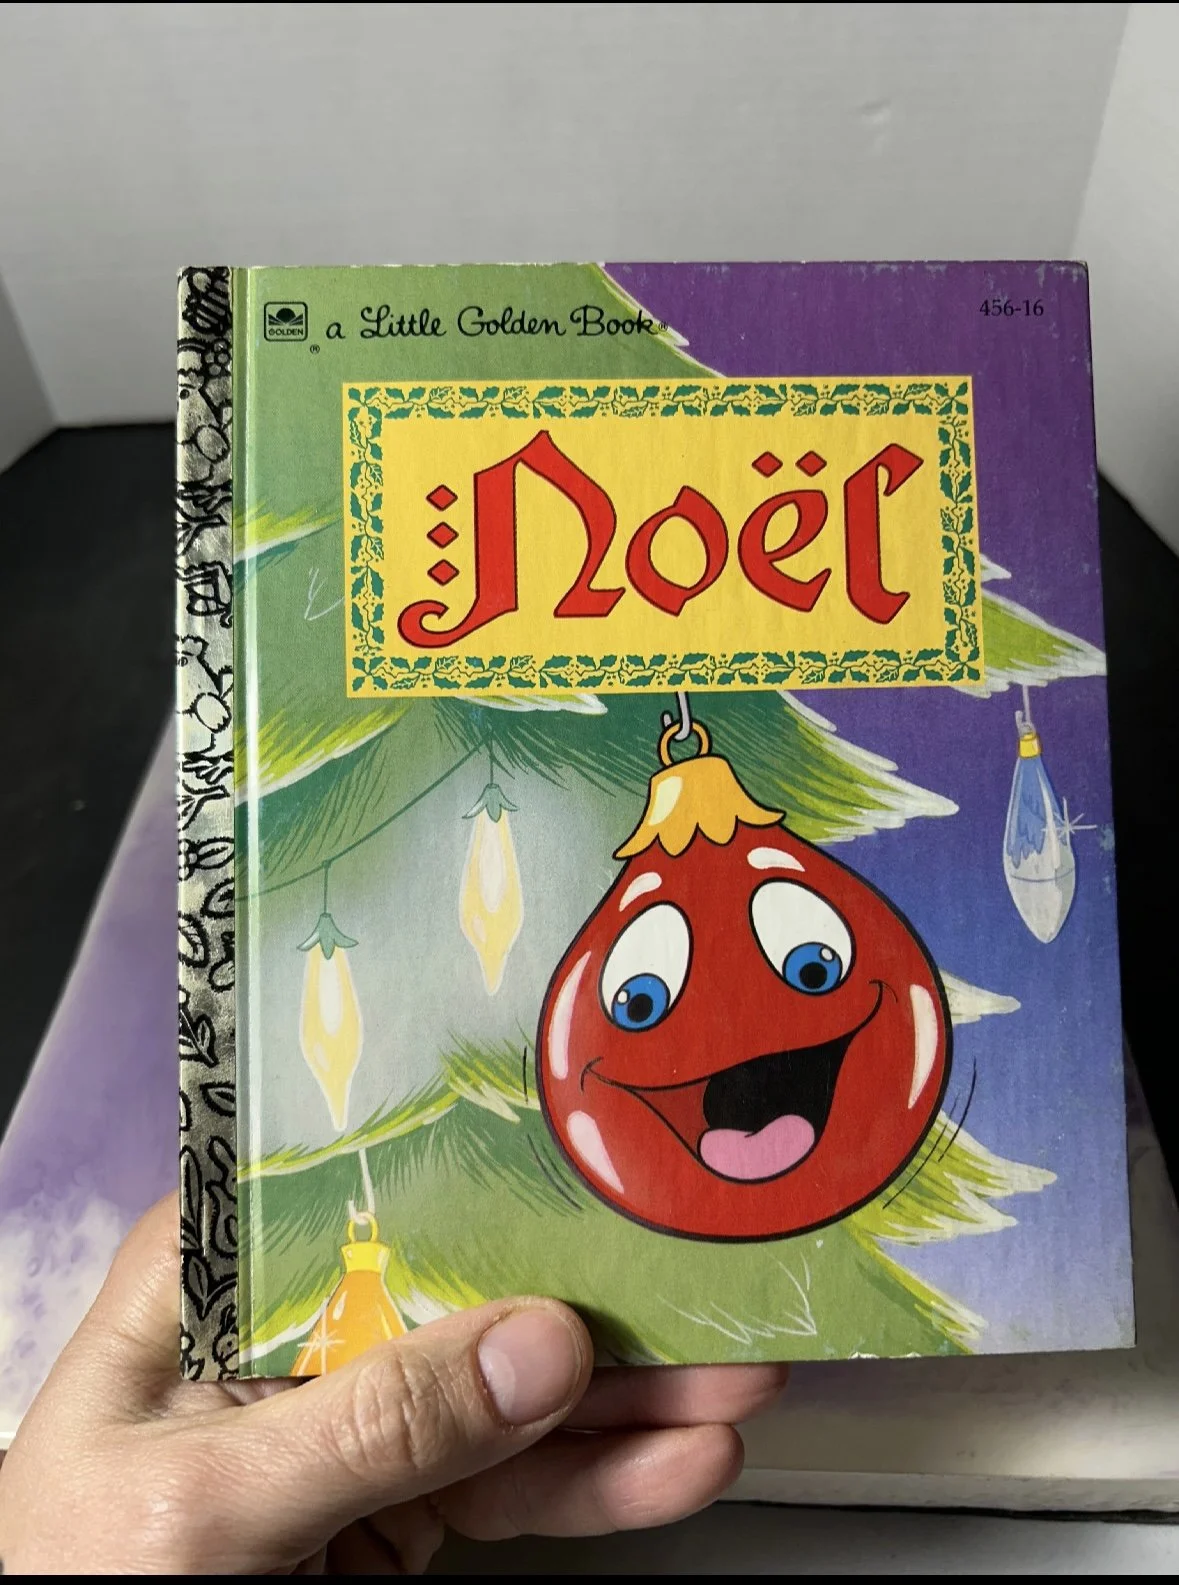 GOLDEN
®
a Little Golden Book®
456-16
Noël